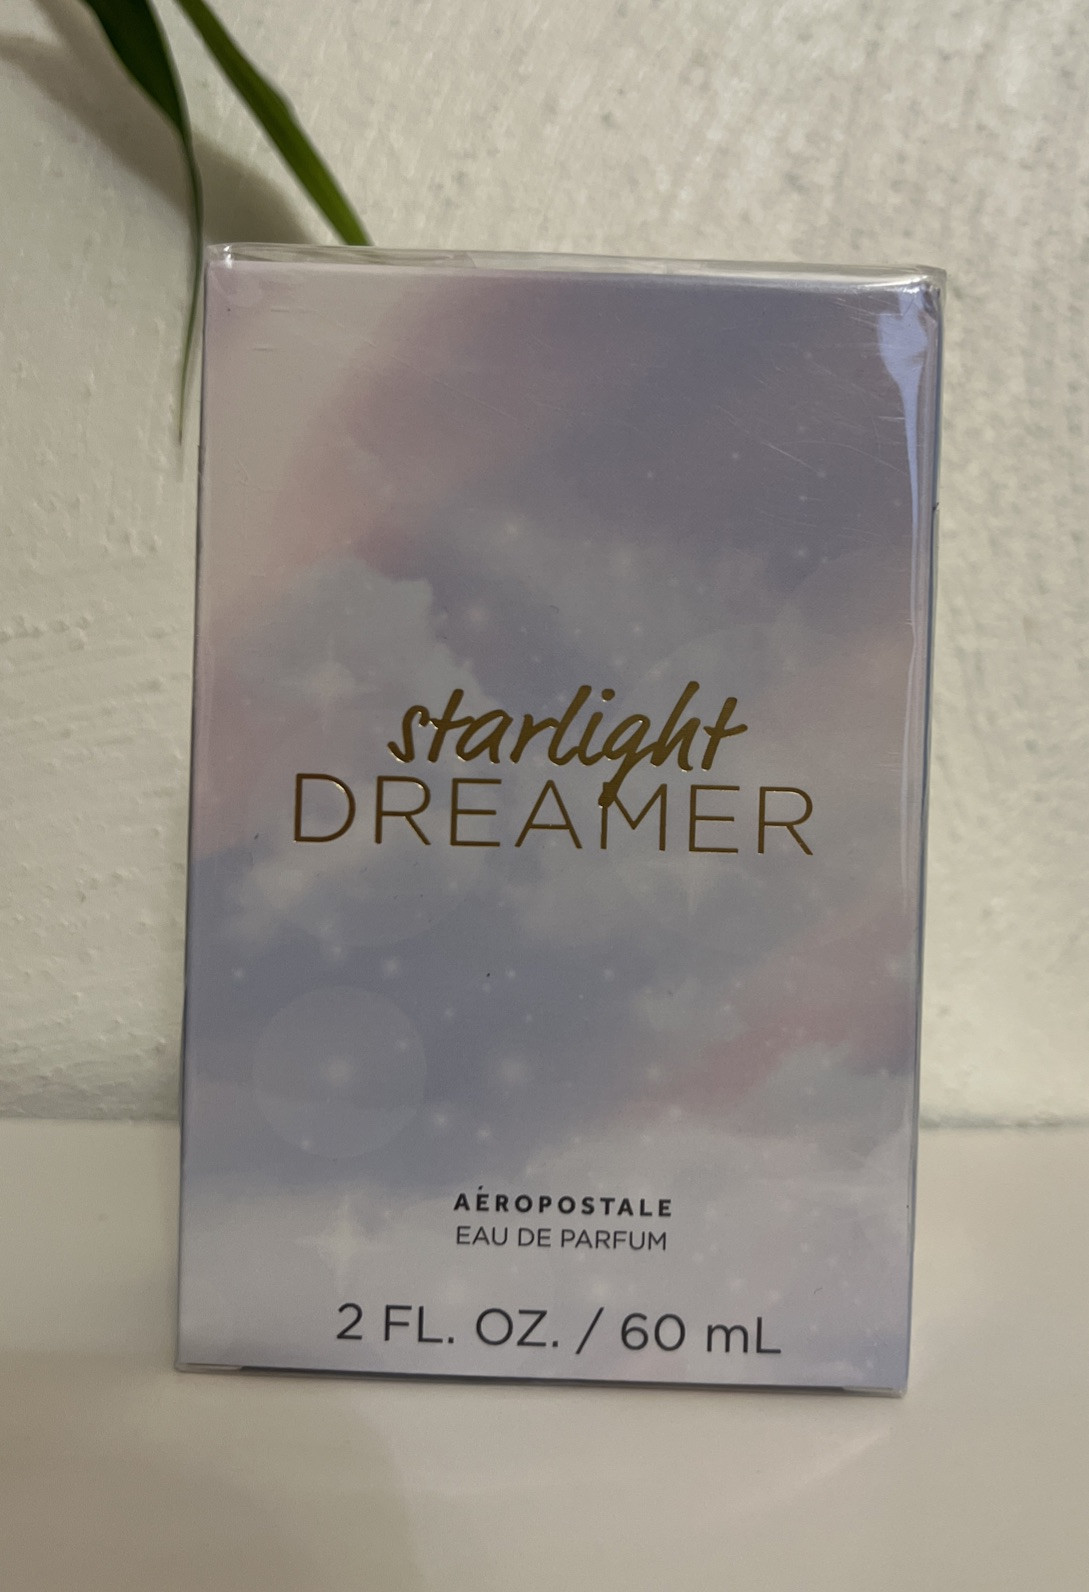 starlight
DREAMER
AÉROPOSTALE
EAU DE PARFUM
2 FL. OZ. / 60 mL